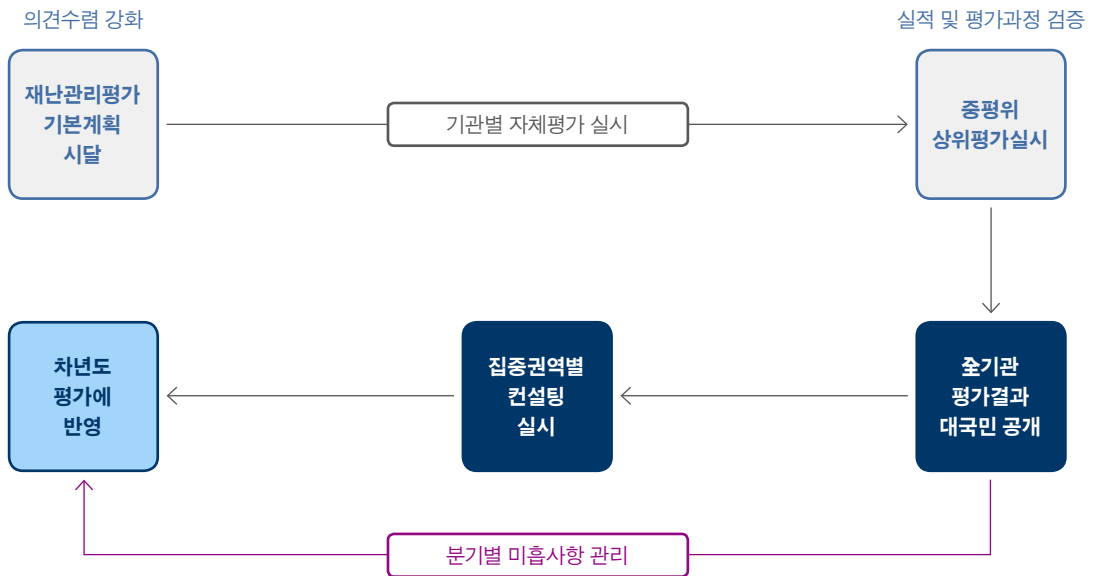 의견수렴 강화
실적 및 평가과정 검증
재난관리평가
기본계획
시달
기관별 자체평가 실시
중평위
상위평가실시
차년도
평가에
반영
집중권역별
컨설팅
실시
全기관
평가결과
대국민 공개
분기별 미흡사항 관리